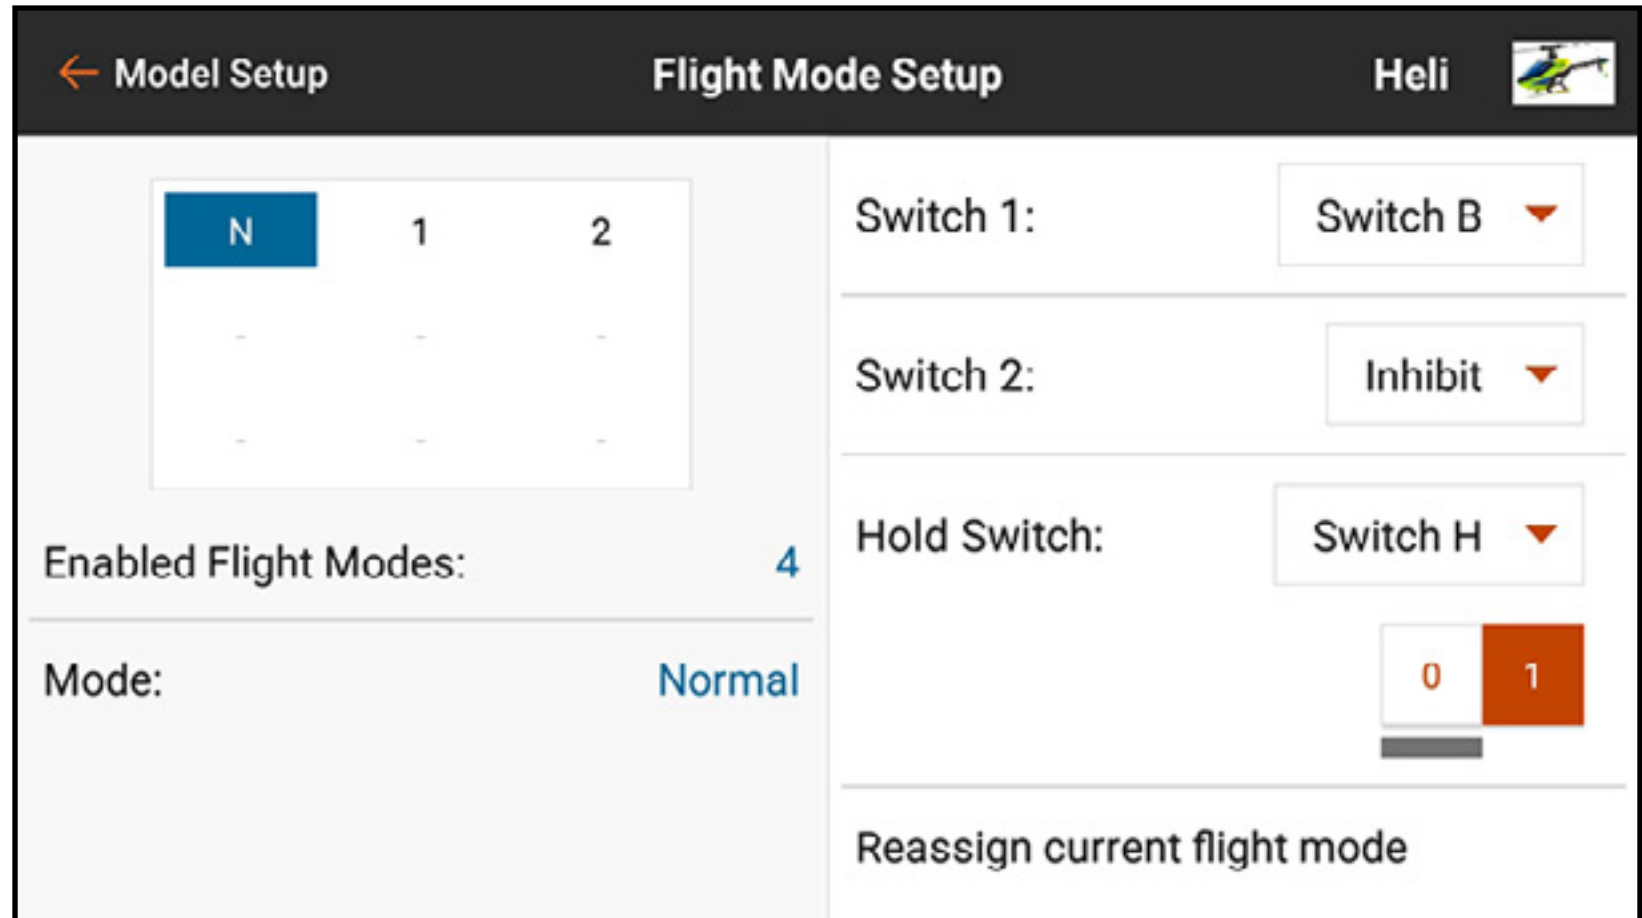 Model Setup
Flight Mode Setup
Heli
N 1 2
- - -
- - -
Enabled Flight Modes: 4
Mode: Normal
Switch 1: Switch B
Switch 2: Inhibit
Hold Switch: Switch H
0 1
Reassign current flight mode